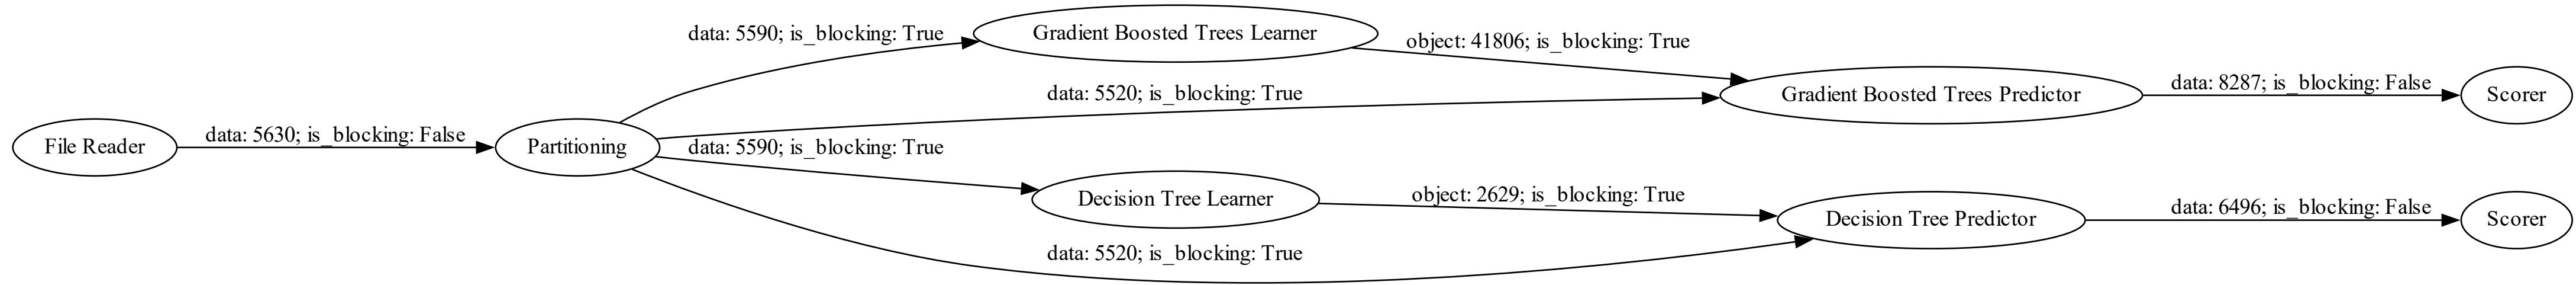 File Reader
data: 5630; is_blocking: False
Partitioning
data: 5590; is_blocking: True
Gradient Boosted Trees Learner
object: 41806; is_blocking: True
data: 5520; is_blocking: True
Gradient Boosted Trees Predictor
data: 8287; is_blocking: False
Scorer
data: 5590; is_blocking: True
Decision Tree Learner
object: 2629; is_blocking: True
data: 5520; is_blocking: True
Decision Tree Predictor
data: 6496; is_blocking: False
Scorer